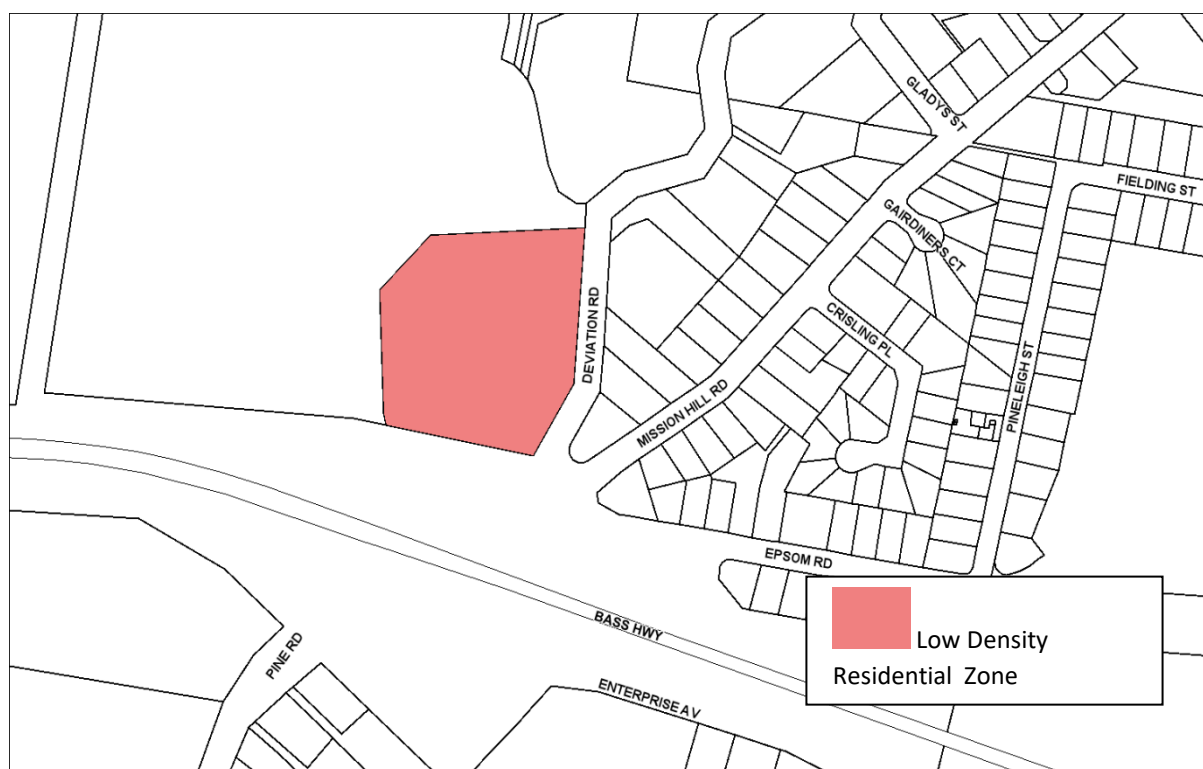 GLADYS ST
FIELDING ST
GAIRDINERS CT
DEVIATION RD
CRISLING PL
MISSION HILL RD
PINELEIGH ST
EPSOM RD
BASS HWY
PINE RD
ENTERPRISE AV
Low Density
Residential Zone